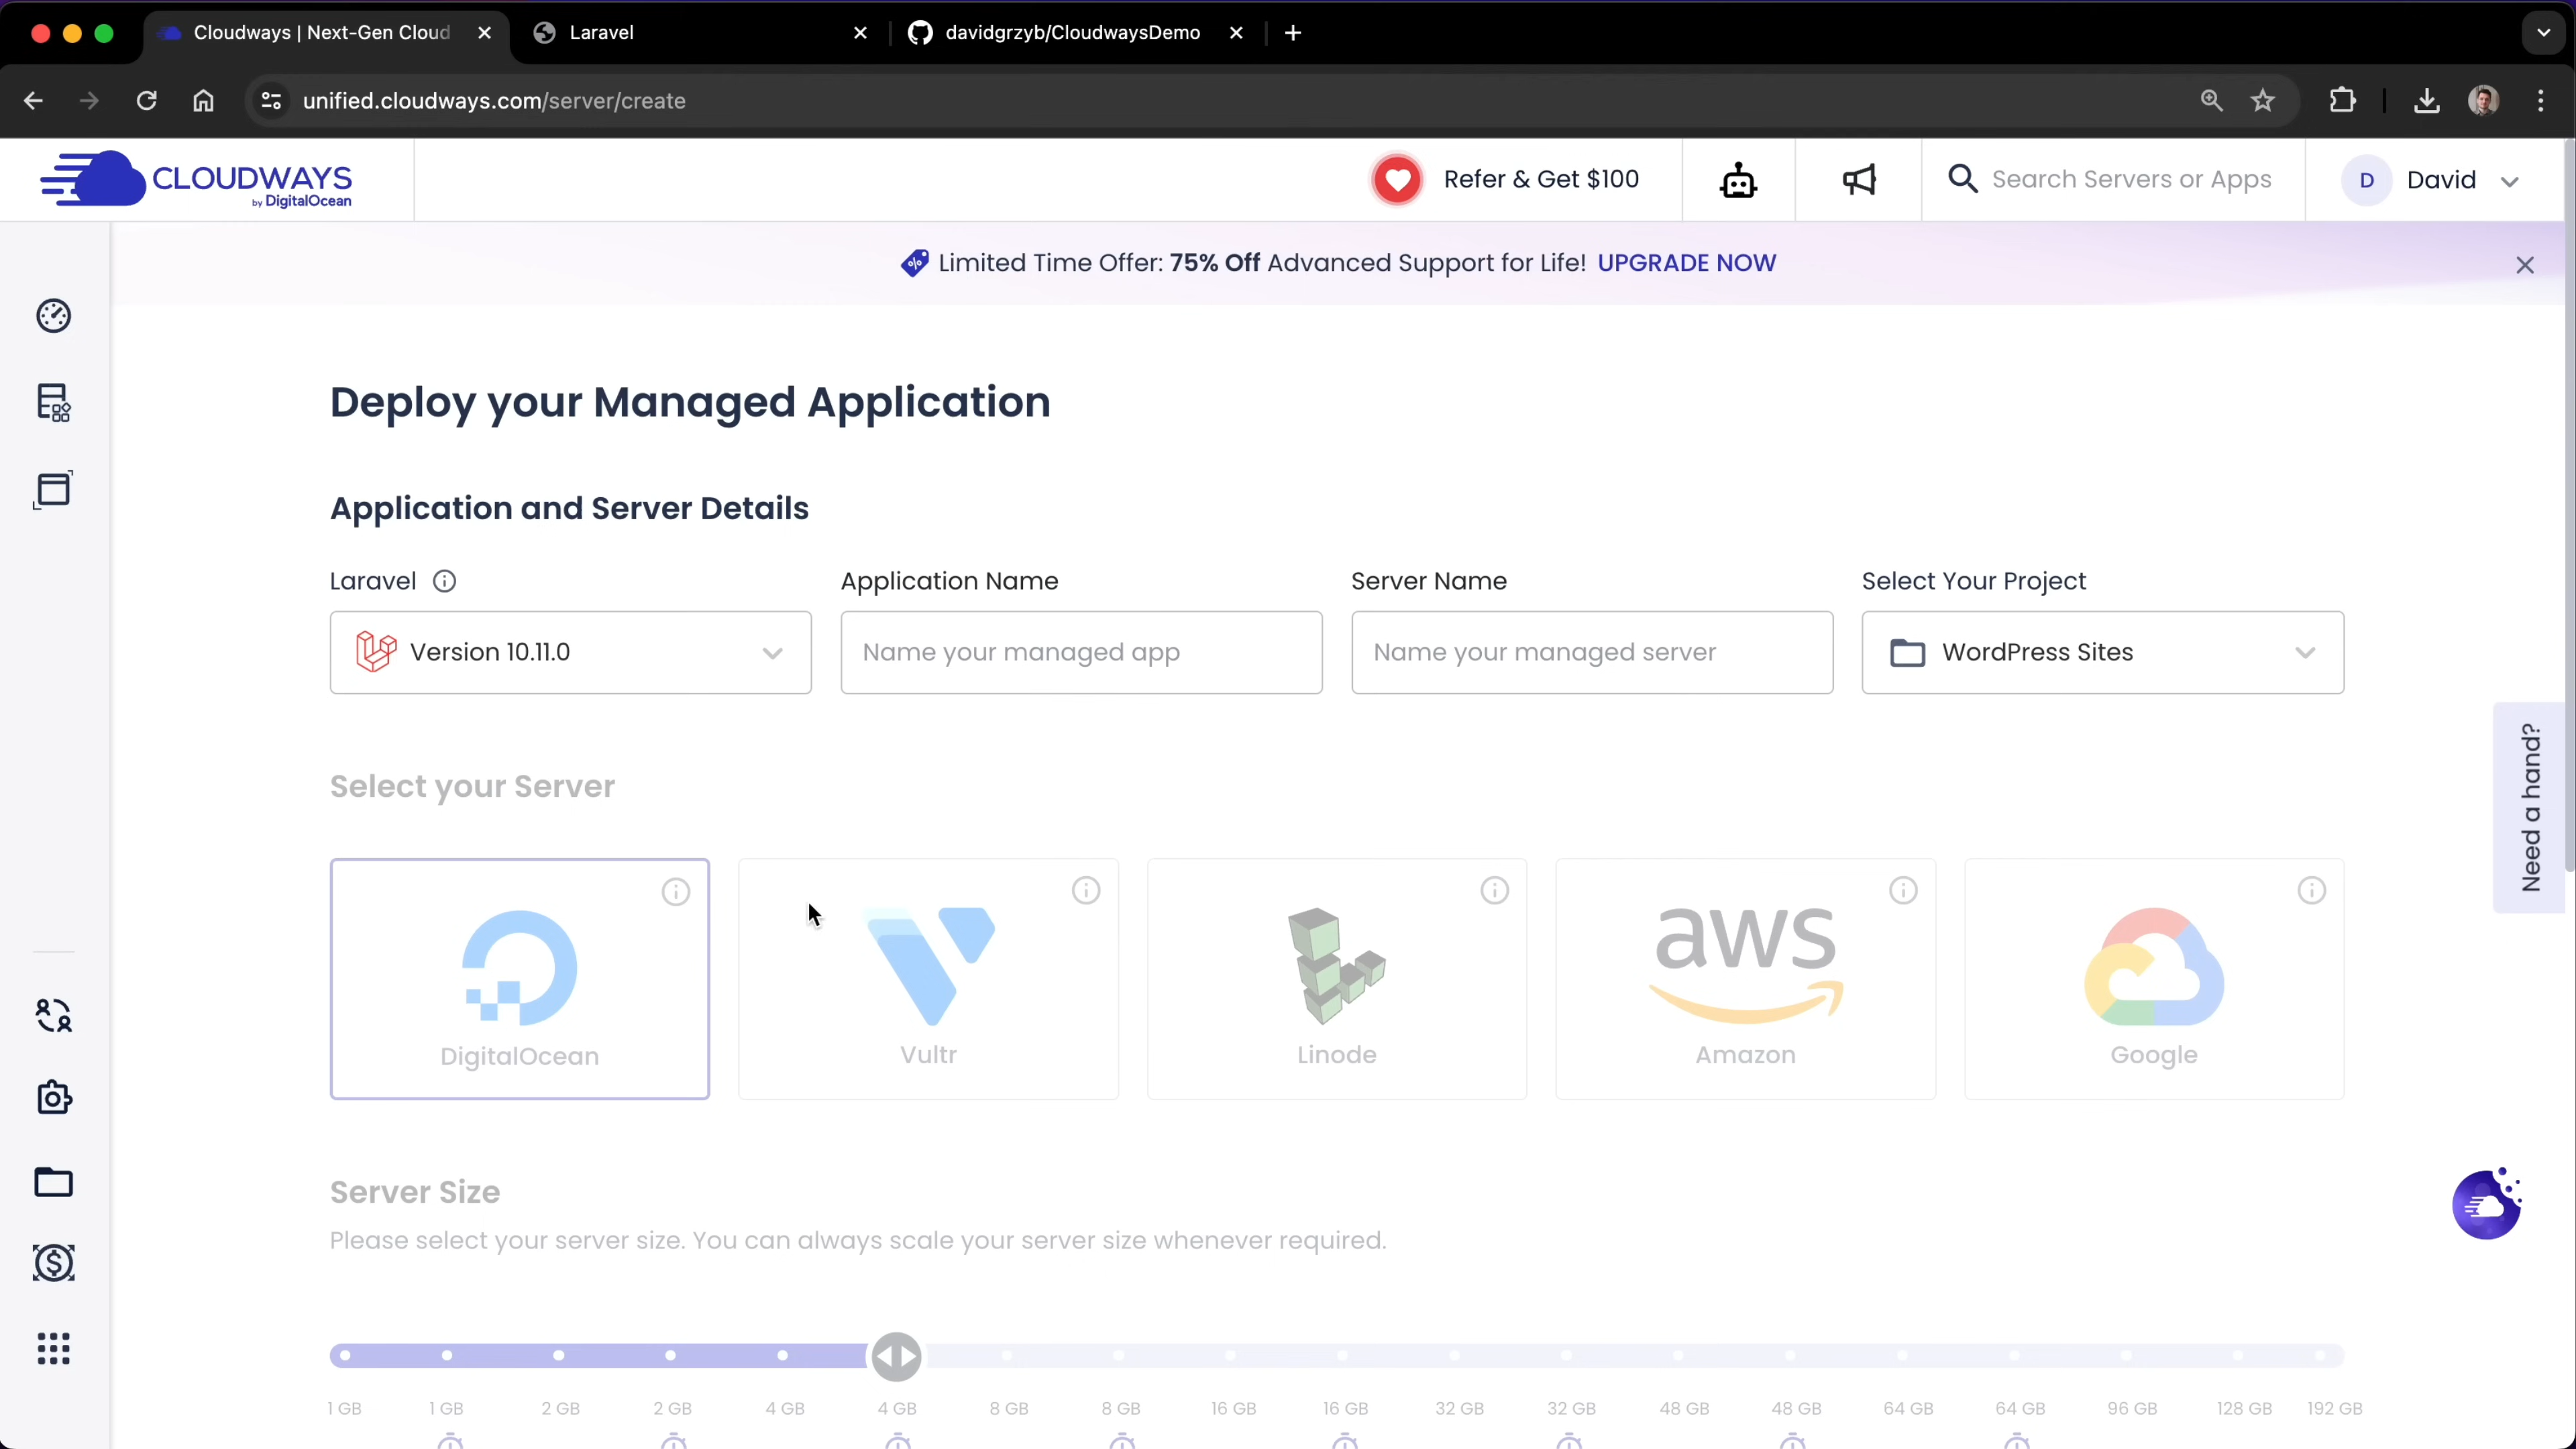 Cloudways | Next-Gen Cloud
Laravel
davidgrzyb/CloudwaysDemo
unified.cloudways.com/server/create
CLOUDWAYS
by DigitalOcean
Refer & Get $100
Search Servers or Apps
D
David
Limited Time Offer: 75% Off Advanced Support for Life! UPGRADE NOW
Deploy your Managed Application
Application and Server Details
Laravel
Application Name
Server Name
Select Your Project
Version 10.11.0
Name your managed app
Name your managed server
WordPress Sites
Need a hand?
Select your Server
DigitalOcean
Vultr
Linode
aws
Amazon
Google
Server Size
Please select your server size. You can always scale your server size whenever required.
1 GB 1 GB 2 GB 2 GB 4 GB 4 GB 8 GB 8 GB 16 GB 16 GB 32 GB 32 GB 48 GB 48 GB 64 GB 64 GB 96 GB 128 GB 192 GB